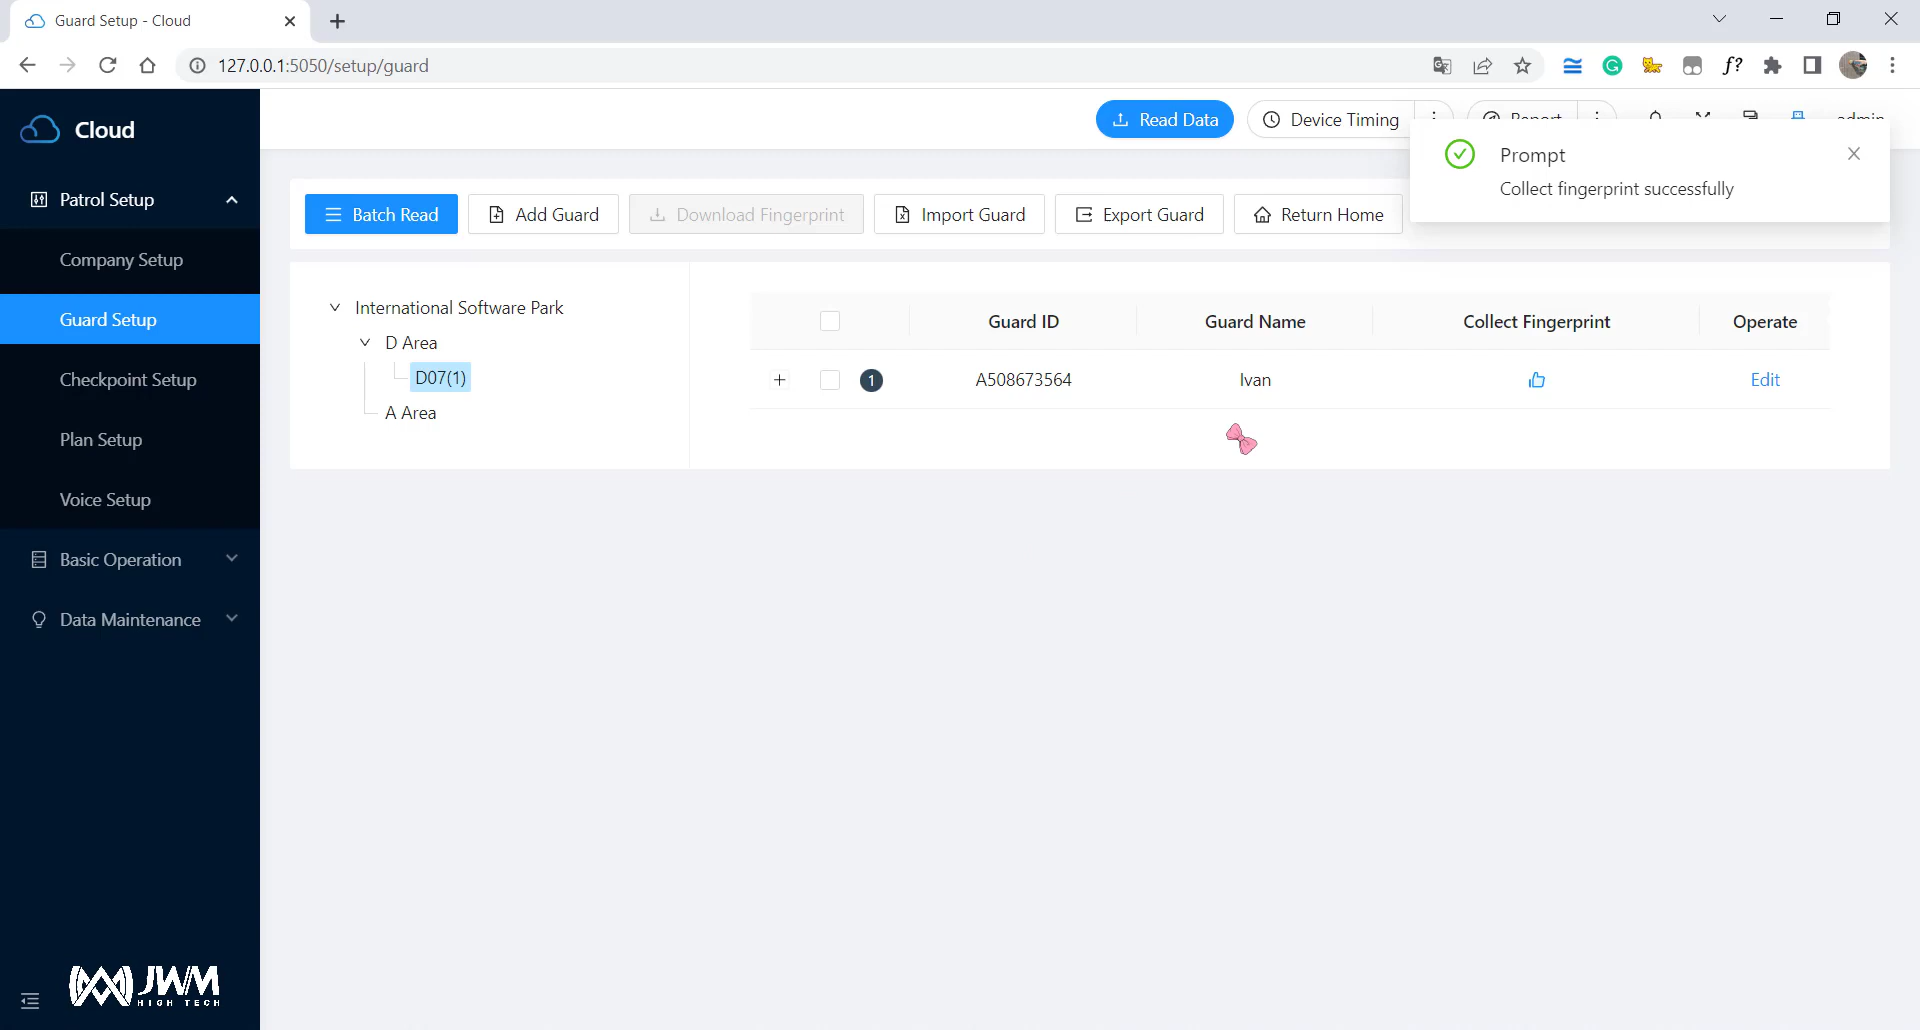 Guard Setup - Cloud
127.0.0.1:5050/setup/guard
f?
Cloud
Read Data
Device Timing
Report
admin
Prompt
Collect fingerprint successfully
Patrol Setup
Company Setup
Guard Setup
Checkpoint Setup
Plan Setup
Voice Setup
Basic Operation
Data Maintenance
JWM
HIGH TECH
Batch Read
Add Guard
Download Fingerprint
Import Guard
Export Guard
Return Home
International Software Park
D Area
D07(1)
A Area
Guard ID Guard Name Collect Fingerprint Operate
1 A508673564 Ivan Edit